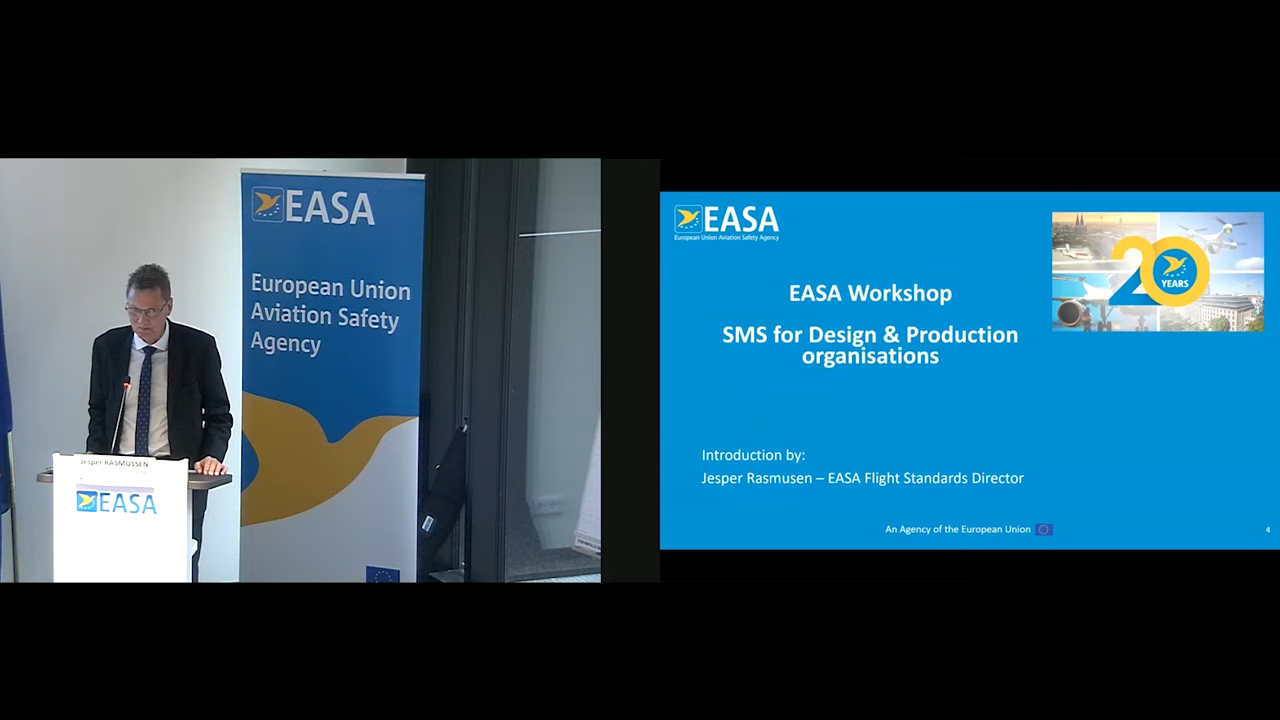 EASA
European Union
Aviation Safety
Agency
Jesper RASMUSSEN
EASA
EASA
European Union Aviation Safety Agency
20
YEARS
EASA Workshop
SMS for Design & Production
organisations
Introduction by:
Jesper Rasmusen – EASA Flight Standards Director
An Agency of the European Union
4